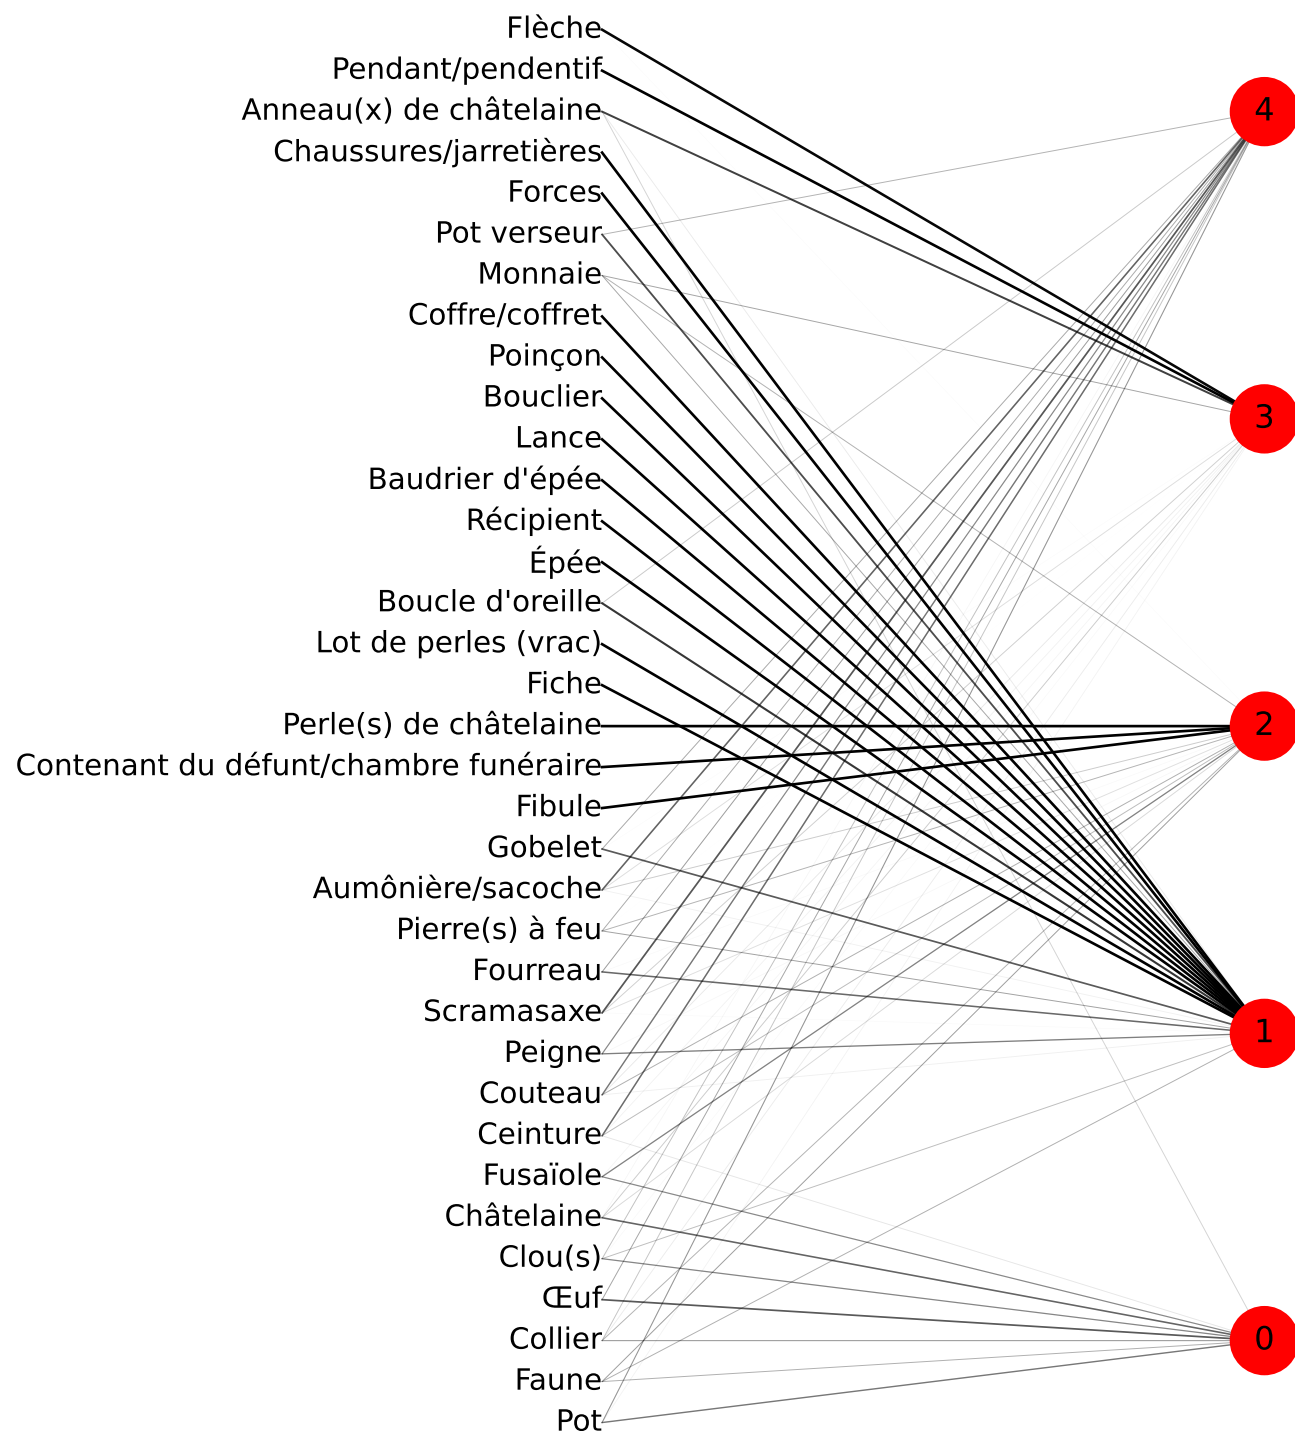 Flèche
Pendant/pendentif
Anneau(x) de châtelaine
Chaussures/jarretières
Forces
Pot verseur
Monnaie
Coffre/coffret
Poinçon
Bouclier
Lance
Baudrier d'épée
Récipient
Épée
Boucle d'oreille
Lot de perles (vrac)
Fiche
Perle(s) de châtelaine
Contenant du défunt/chambre funéraire
Fibule
Gobelet
Aumônière/sacoche
Pierre(s) à feu
Fourreau
Scramasaxe
Peigne
Couteau
Ceinture
Fusaïole
Châtelaine
Clou(s)
Œuf
Collier
Faune
Pot
4
3
2
1
0